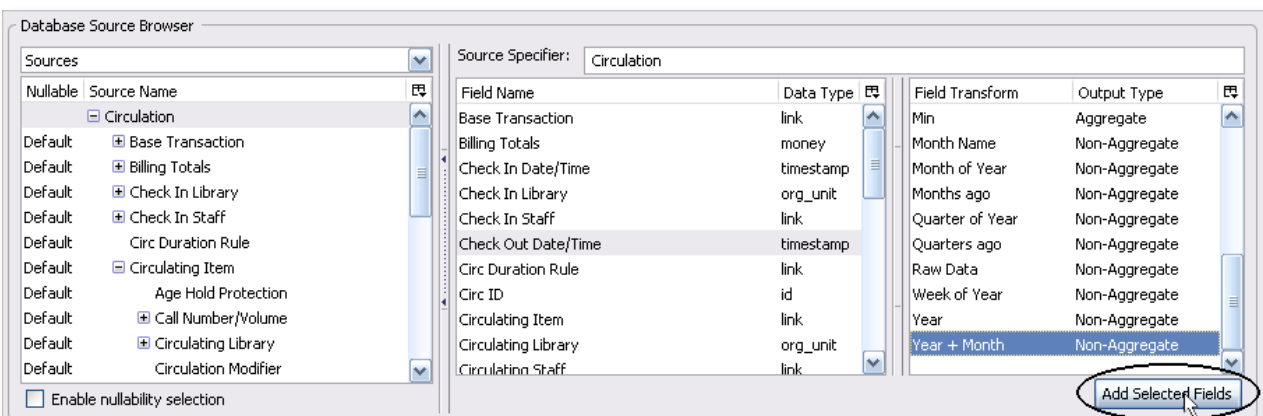 Database Source Browser
Sources
Nullable Source Name
Circulation
Default Base Transaction
Default Billing Totals
Default Check In Library
Default Check In Staff
Default Circ Duration Rule
Default Circulating Item
Default Age Hold Protection
Default Call Number/Volume
Default Circulating Library
Default Circulation Modifier
Enable nullability selection
Source Specifier: Circulation
Field Name Data Type
Base Transaction link
Billing Totals money
Check In Date/Time timestamp
Check In Library org_unit
Check In Staff link
Check Out Date/Time timestamp
Circ Duration Rule link
Circ ID id
Circulating Item link
Circulating Library org_unit
Circulating Staff link
Field Transform Output Type
Min Aggregate
Month Name Non-Aggregate
Month of Year Non-Aggregate
Months ago Non-Aggregate
Quarter of Year Non-Aggregate
Quarters ago Non-Aggregate
Raw Data Non-Aggregate
Week of Year Non-Aggregate
Year Non-Aggregate
Year + Month Non-Aggregate
Add Selected Fields